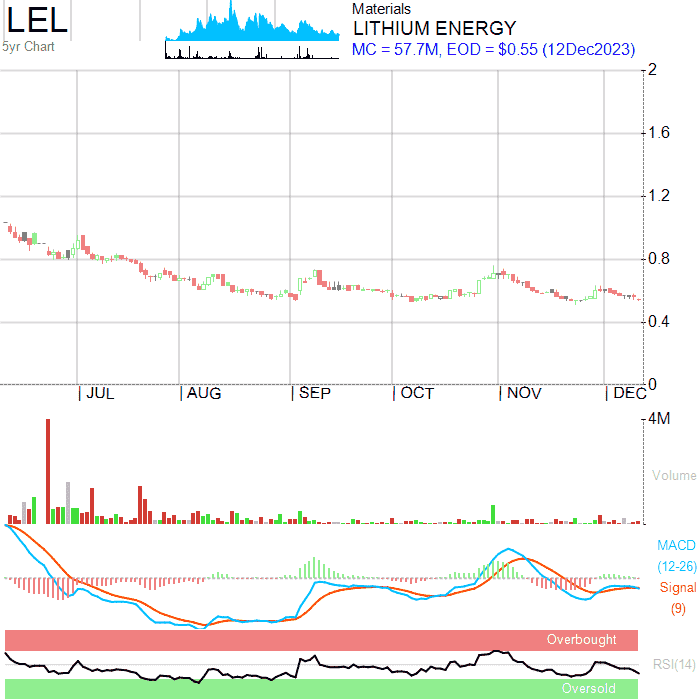 LEL
5yr Chart
Materials
LITHIUM ENERGY
MC = 57.7M, EOD = $0.55 (12Dec2023)
2
1.6
1.2
0.8
0.4
0
JUL AUG SEP OCT NOV DEC
4M
Volume
MACD
(12-26)
Signal
(9)
Overbought
RSI(14)
Oversold